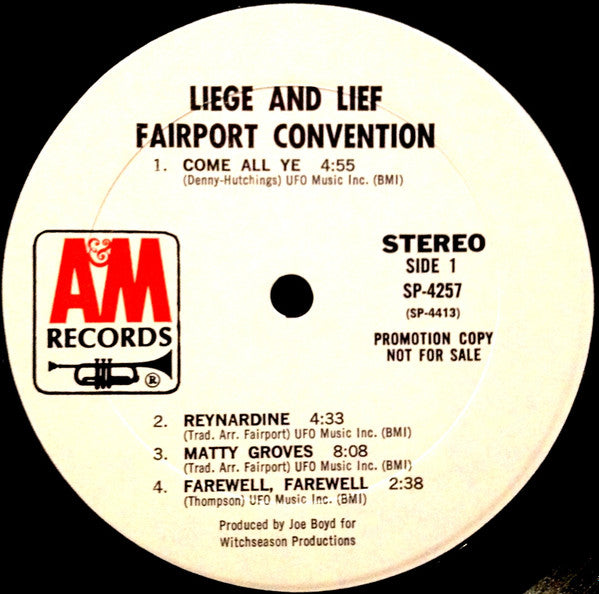 LIEGE AND LIEF
FAIRPORT CONVENTION
1. COME ALL YE 4:55
(Denny-Hutchings) UFO Music Inc. (BMI)
A&M
RECORDS
®
STEREO
SIDE 1
SP-4257
(SP-4413)
PROMOTION COPY
NOT FOR SALE
2. REYNARDINE 4:33
(Trad. Arr. Fairport) UFO Music Inc. (BMI)
3. MATTY GROVES 8:08
(Trad. Arr. Fairport) UFO Music Inc. (BMI)
4. FAREWELL, FAREWELL 2:38
(Thompson) UFO Music Inc. (BMI)
Produced by Joe Boyd for
Witchseason Productions